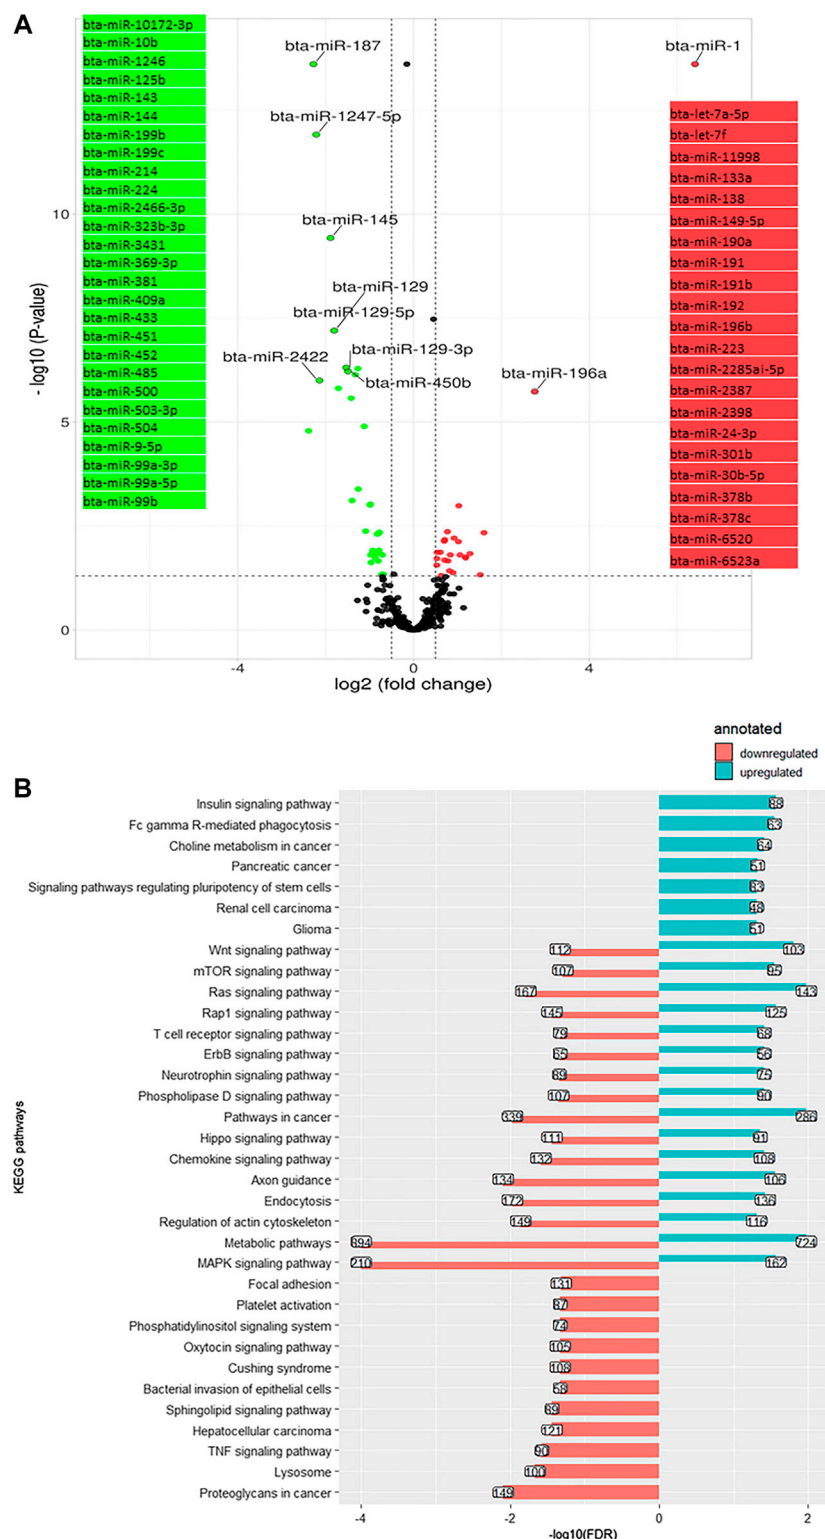 A
bta-miR-10172-3p
bta-miR-10b
bta-miR-1246
bta-miR-125b
bta-miR-143
bta-miR-144
bta-miR-199b
bta-miR-199c
bta-miR-214
bta-miR-224
bta-miR-2466-3p
bta-miR-323b-3p
bta-miR-3431
bta-miR-369-3p
bta-miR-381
bta-miR-409a
bta-miR-433
bta-miR-451
bta-miR-452
bta-miR-485
bta-miR-500
bta-miR-503-3p
bta-miR-504
bta-miR-9-5p
bta-miR-99a-3p
bta-miR-99a-5p
bta-miR-99b
bta-miR-187
bta-miR-1247-5p
bta-miR-145
bta-miR-129
bta-miR-129-5p
bta-miR-129-3p
bta-miR-2422
bta-miR-450b
bta-miR-196a
bta-miR-1
bta-let-7a-5p
bta-let-7f
bta-miR-11998
bta-miR-133a
bta-miR-138
bta-miR-149-5p
bta-miR-190a
bta-miR-191
bta-miR-191b
bta-miR-192
bta-miR-196b
bta-miR-223
bta-miR-2285ai-5p
bta-miR-2387
bta-miR-2398
bta-miR-24-3p
bta-miR-301b
bta-miR-30b-5p
bta-miR-378b
bta-miR-378c
bta-miR-6520
bta-miR-6523a
- log10 (P-value)
10
5
0
-4 0 4
log2 (fold change)
annotated
downregulated
upregulated
B
KEGG pathways
Insulin signaling pathway 88
Fc gamma R-mediated phagocytosis 63
Choline metabolism in cancer 64
Pancreatic cancer 51
Signaling pathways regulating pluripotency of stem cells 83
Renal cell carcinoma 48
Glioma 51
Wnt signaling pathway 112 103
mTOR signaling pathway 107 95
Ras signaling pathway 167 143
Rap1 signaling pathway 145 125
T cell receptor signaling pathway 79 68
ErbB signaling pathway 65 56
Neurotrophin signaling pathway 89 75
Phospholipase D signaling pathway 107 90
Pathways in cancer 339 286
Hippo signaling pathway 111 91
Chemokine signaling pathway 132 108
Axon guidance 134 106
Endocytosis 172 136
Regulation of actin cytoskeleton 149 116
Metabolic pathways 894 724
MAPK signaling pathway 210 162
Focal adhesion 131
Platelet activation 87
Phosphatidylinositol signaling system 74
Oxytocin signaling pathway 105
Cushing syndrome 108
Bacterial invasion of epithelial cells 58
Sphingolipid signaling pathway 89
Hepatocellular carcinoma 121
TNF signaling pathway 90
Lysosome 100
Proteoglycans in cancer 149
-4 -2 0 2
-log10(FDR)